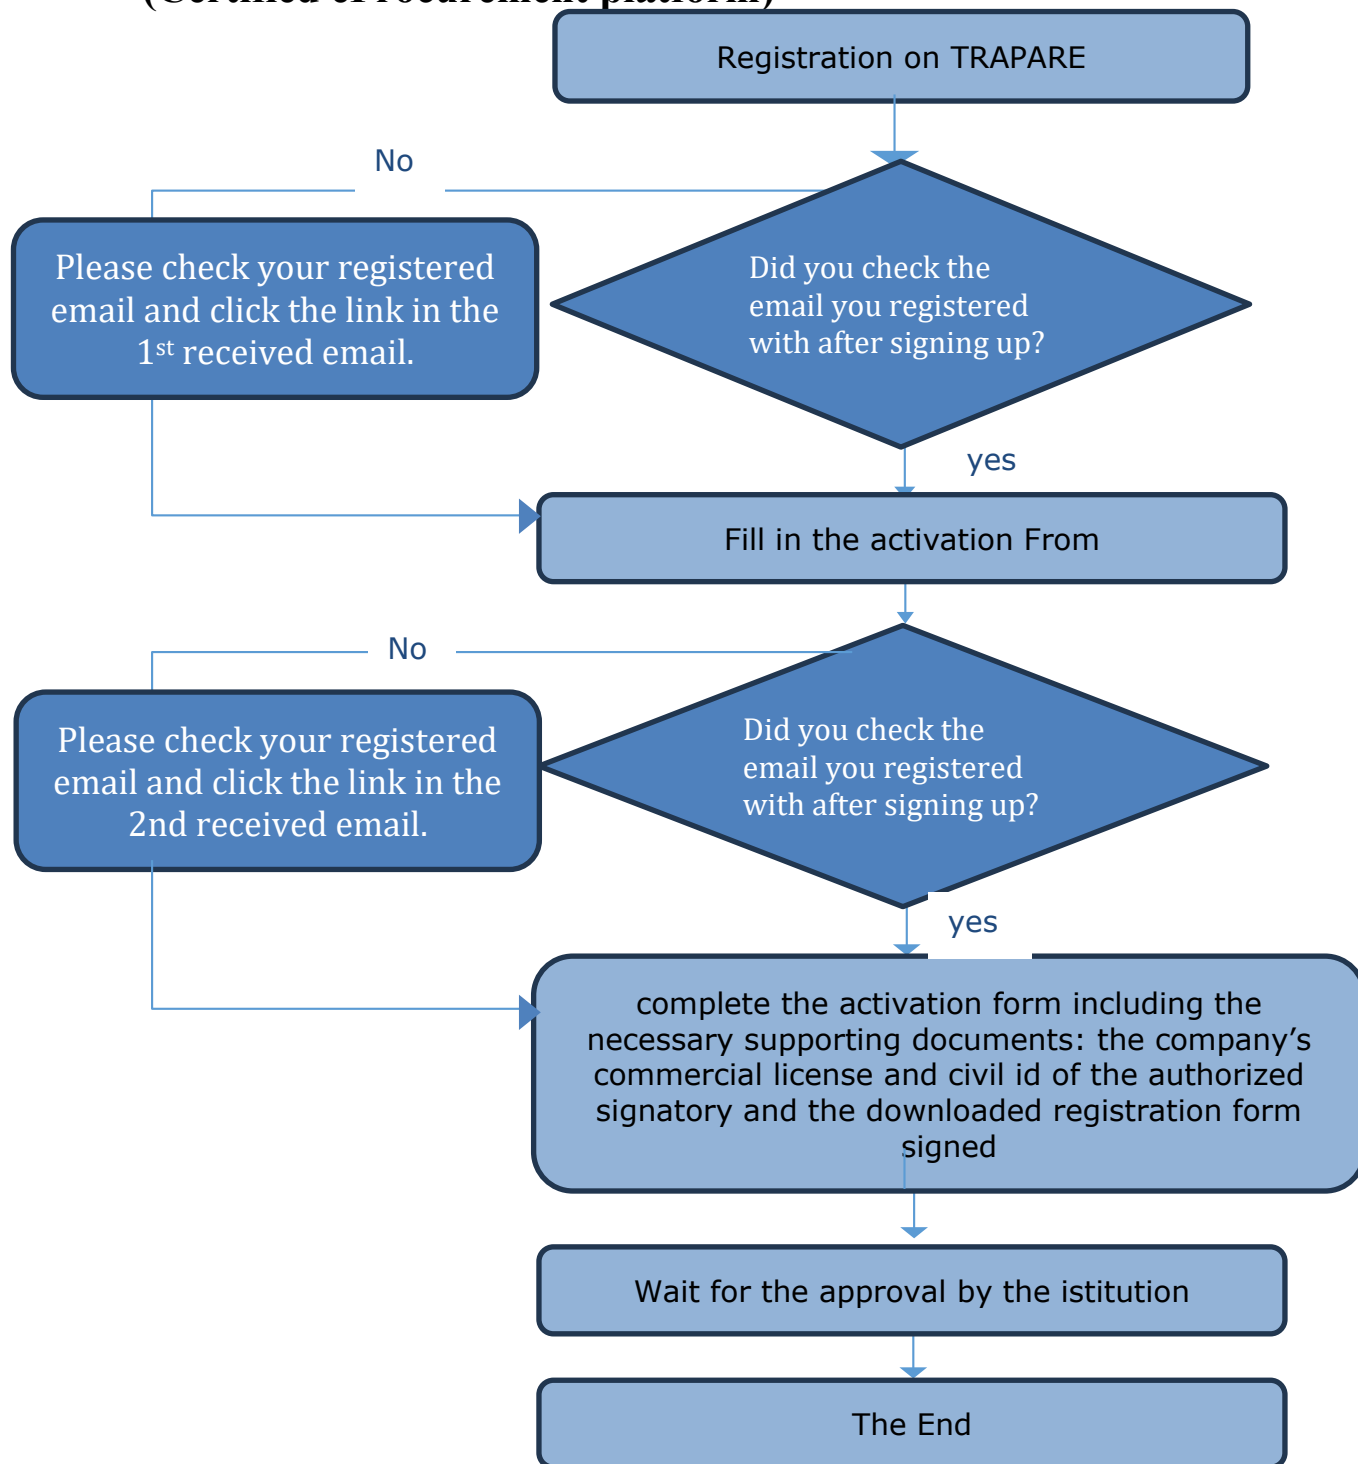 (Certified eProcurement platform)
Registration on TRAPARE
No
Please check your registered
email and click the link in the
1st received email.
Did you check the
email you registered
with after signing up?
yes
Fill in the activation From
No
Please check your registered
email and click the link in the
2nd received email.
Did you check the
email you registered
with after signing up?
yes
complete the activation form including the
necessary supporting documents: the company’s
commercial license and civil id of the authorized
signatory and the downloaded registration form
signed
Wait for the approval by the istitution
The End